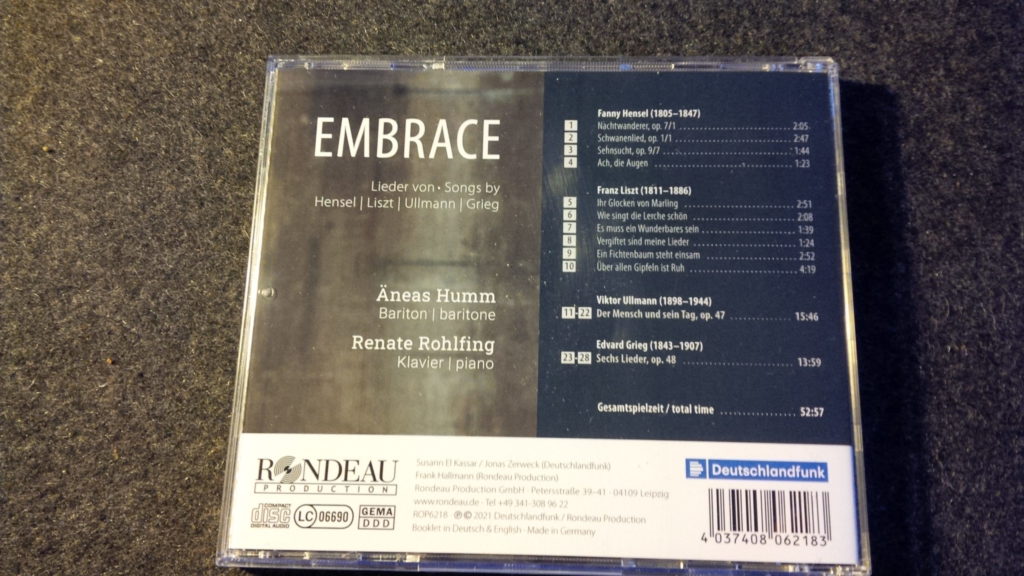 EMBRACE
Lieder von • Songs by
Hensel | Liszt | Ullmann | Grieg
Äneas Humm
Bariton | baritone
Renate Rohlfing
Klavier | piano
Fanny Hensel (1805–1847)
1 Nachtwanderer, op. 7/1 2:05
2 Schwanenlied, op. 1/1 2:47
3 Sehnsucht, op. 9/7 1:44
4 Ach, die Augen 1:23
Franz Liszt (1811–1886)
5 Ihr Glocken von Marling 2:51
6 Wie singt die Lerche schön 2:08
7 Es muss ein Wunderbares sein 1:39
8 Vergiftet sind meine Lieder 1:24
9 Ein Fichtenbaum steht einsam 2:52
10 Über allen Gipfeln ist Ruh 4:19
Viktor Ullmann (1898–1944)
11-22 Der Mensch und sein Tag, op. 47 15:46
Edvard Grieg (1843–1907)
23-28 Sechs Lieder, op. 48 13:59
Gesamtspielzeit / total time 52:57
RONDEAU
PRODUCTION
COMPACT
disc
DIGITAL AUDIO
LC 06690
GEMA
DDD
Susann El Kassar / Jonas Zerweck (Deutschlandfunk)
Frank Hallmann (Rondeau Production)
Rondeau Production GmbH · Petersstraße 39–41 · 04109 Leipzig
www.rondeau.de · Tel +49 341-308 96 22
ROP6218 ℗ © 2021 Deutschlandfunk / Rondeau Production
Booklet in Deutsch & English · Made in Germany
Deutschlandfunk
4 037408 062183